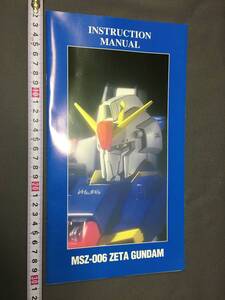 INSTRUCTION
MANUAL
MSZ-006 ZETA GUNDAM